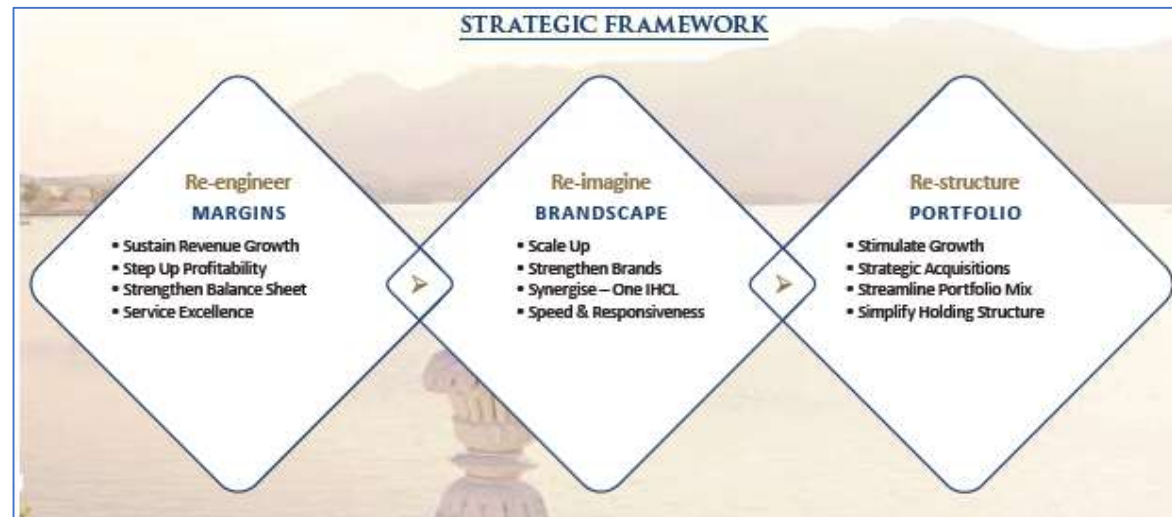 STRATEGIC FRAMEWORK
Re-engineer
MARGINS
▪ Sustain Revenue Growth
▪ Step Up Profitability
▪ Strengthen Balance Sheet
▪ Service Excellence
Re-imagine
BRANDSCAPE
▪ Scale Up
▪ Strengthen Brands
▪ Synergise – One IHCL
▪ Speed & Responsiveness
Re-structure
PORTFOLIO
▪ Stimulate Growth
▪ Strategic Acquisitions
▪ Streamline Portfolio Mix
▪ Simplify Holding Structure